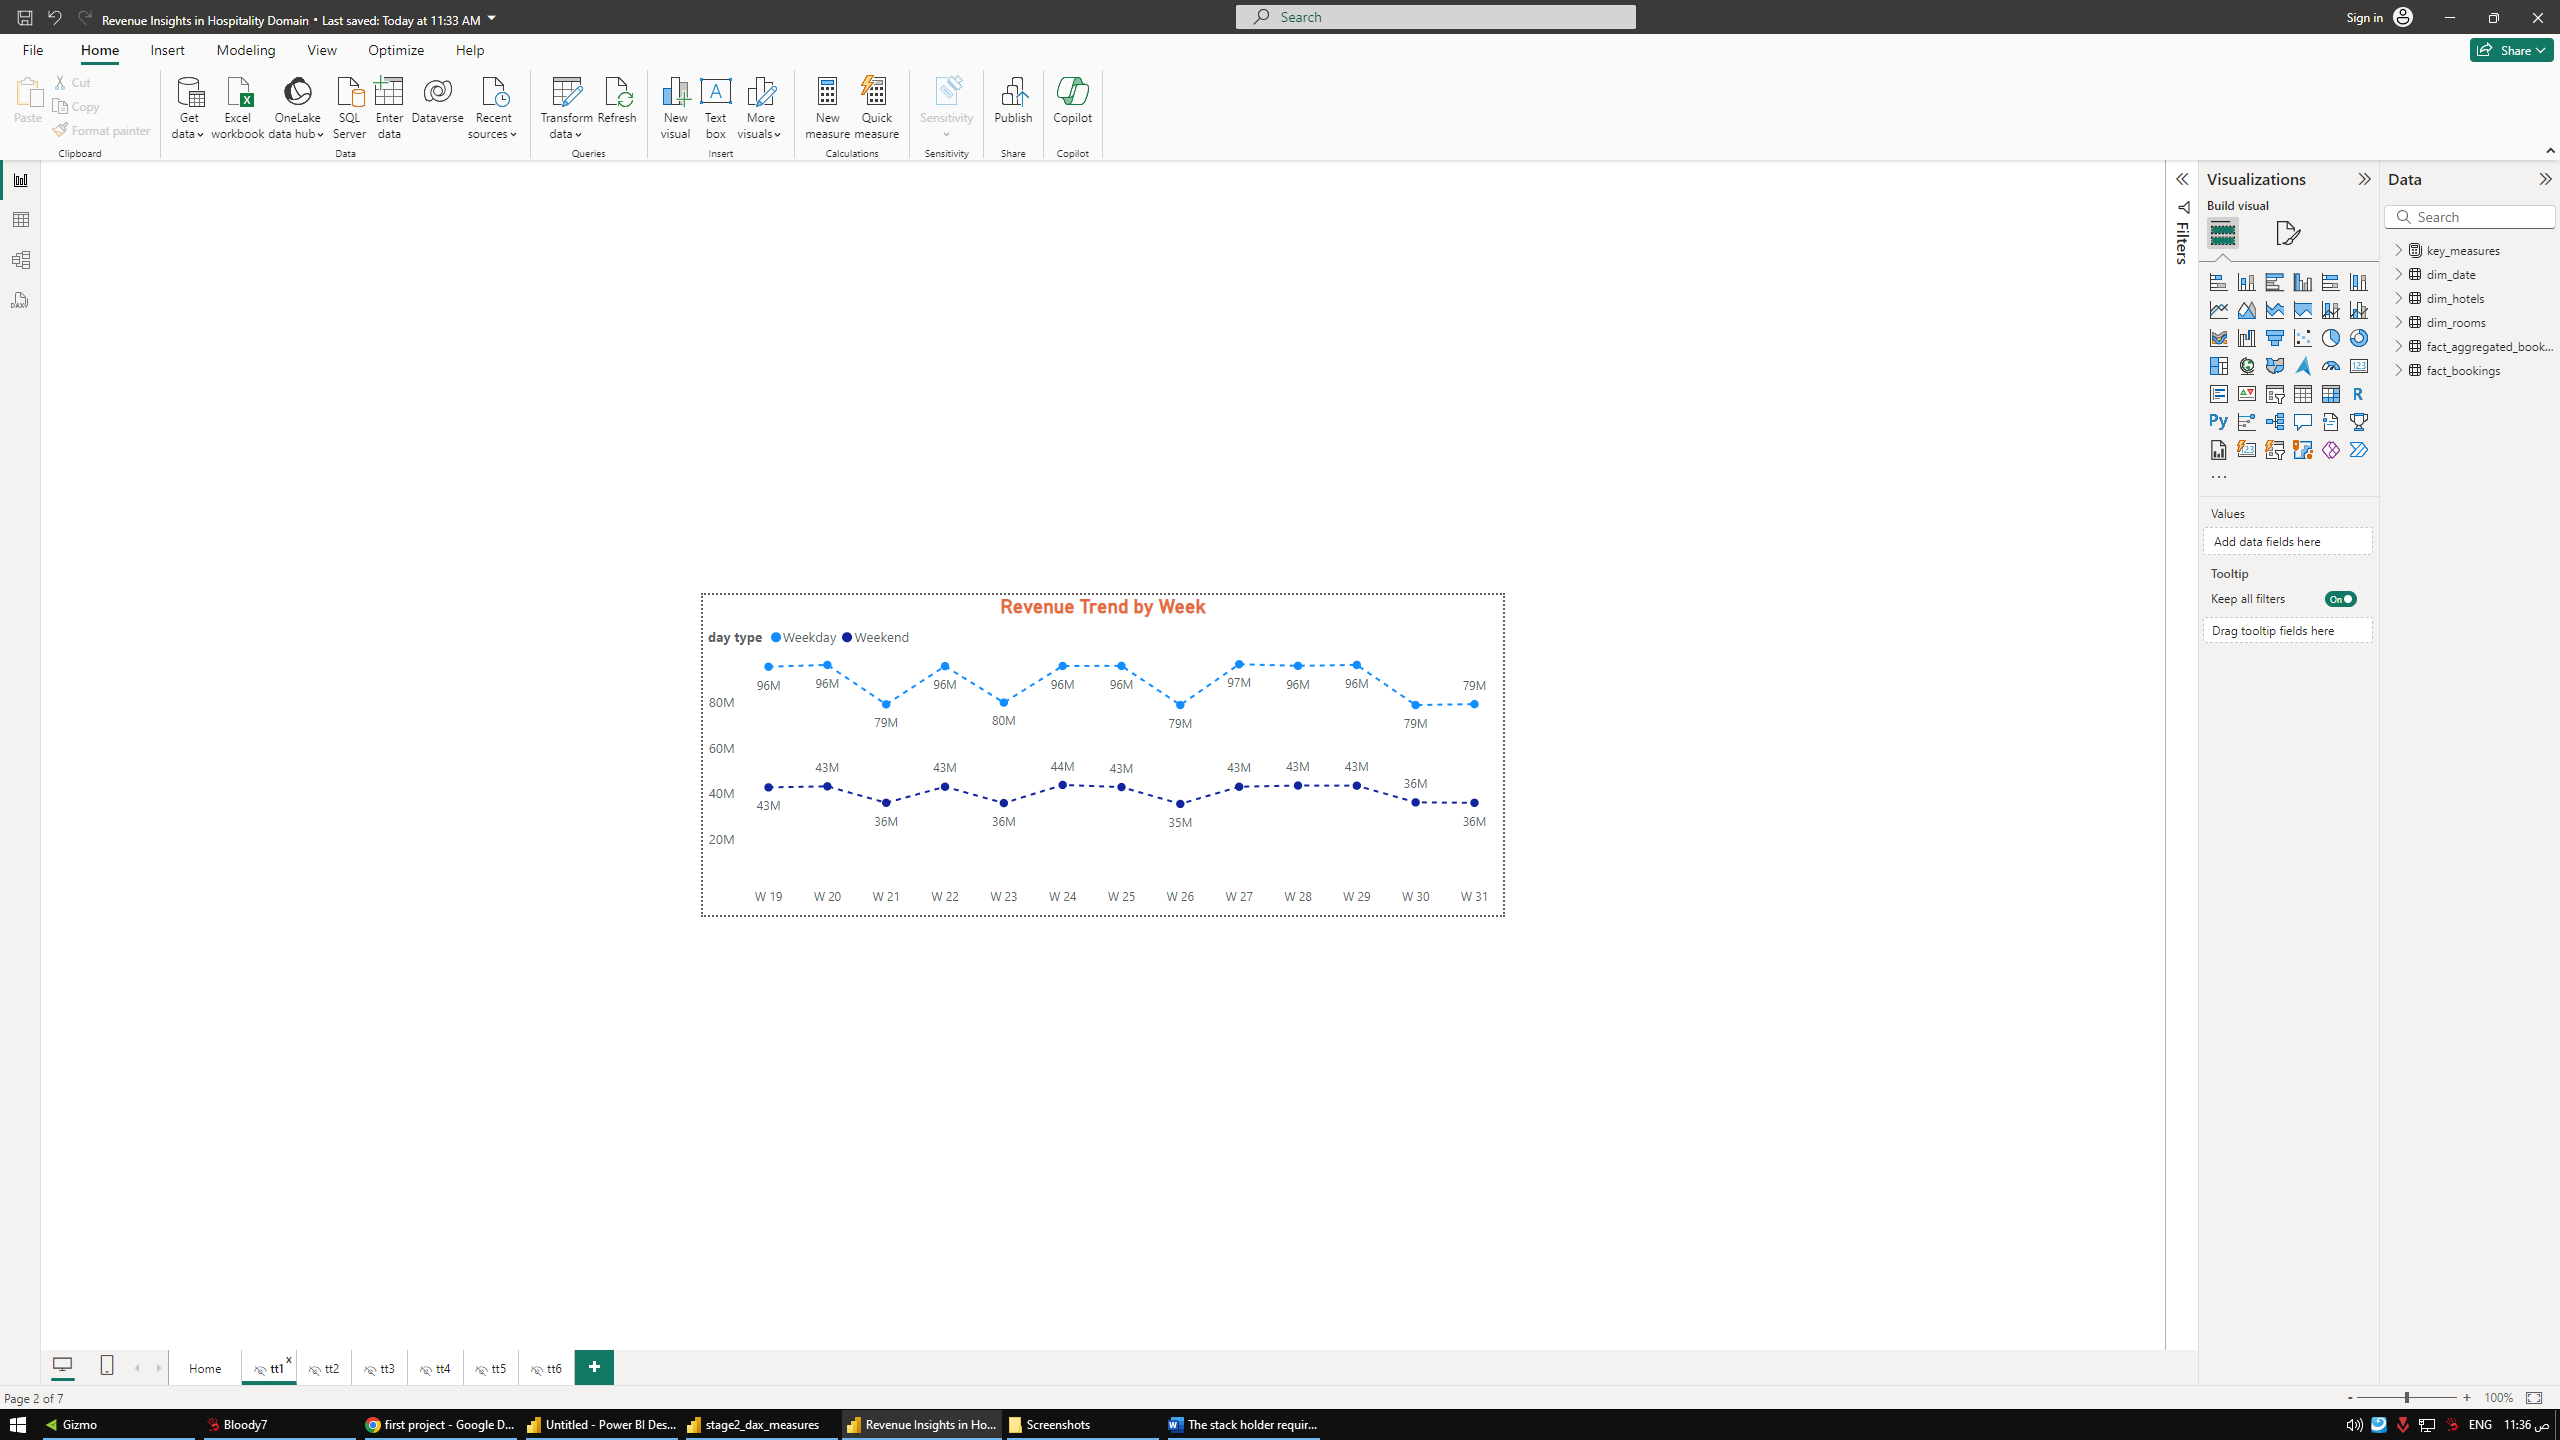 Revenue Insights in Hospitality Domain • Last saved: Today at 11:33 AM
Search
Sign in
File Home Insert Modeling View Optimize Help
Share
Paste
Cut
Copy
Format painter
Clipboard
Get data
Excel workbook
OneLake data hub
SQL Server
Enter data
Dataverse
Recent sources
Data
Transform data
Refresh
Queries
New visual
Text box
More visuals
Insert
New measure
Quick measure
Calculations
Sensitivity
Sensitivity
Publish
Share
Copilot
Copilot
DAX
Filters
Visualizations
Build visual
123
R
Py
123
...
Values
Add data fields here
Tooltip
Keep all filters
On
Drag tooltip fields here
Data
Search
key_measures
dim_date
dim_hotels
dim_rooms
fact_aggregated_book...
fact_bookings
Revenue Trend by Week
day type Weekday Weekend
96M 96M 79M 96M 80M 96M 96M 79M 97M 96M 96M 79M 79M
80M
60M
43M 43M 36M 43M 36M 44M 43M 35M 43M 43M 43M 36M 36M
40M
20M
W 19 W 20 W 21 W 22 W 23 W 24 W 25 W 26 W 27 W 28 W 29 W 30 W 31
Home tt1 x tt2 tt3 tt4 tt5 tt6 +
Page 2 of 7
- + 100%
Gizmo
Bloody7
first project - Google D...
Untitled - Power BI Des...
stage2_dax_measures
Revenue Insights in Ho...
Screenshots
The stack holder requir...
ENG
11:36 ص